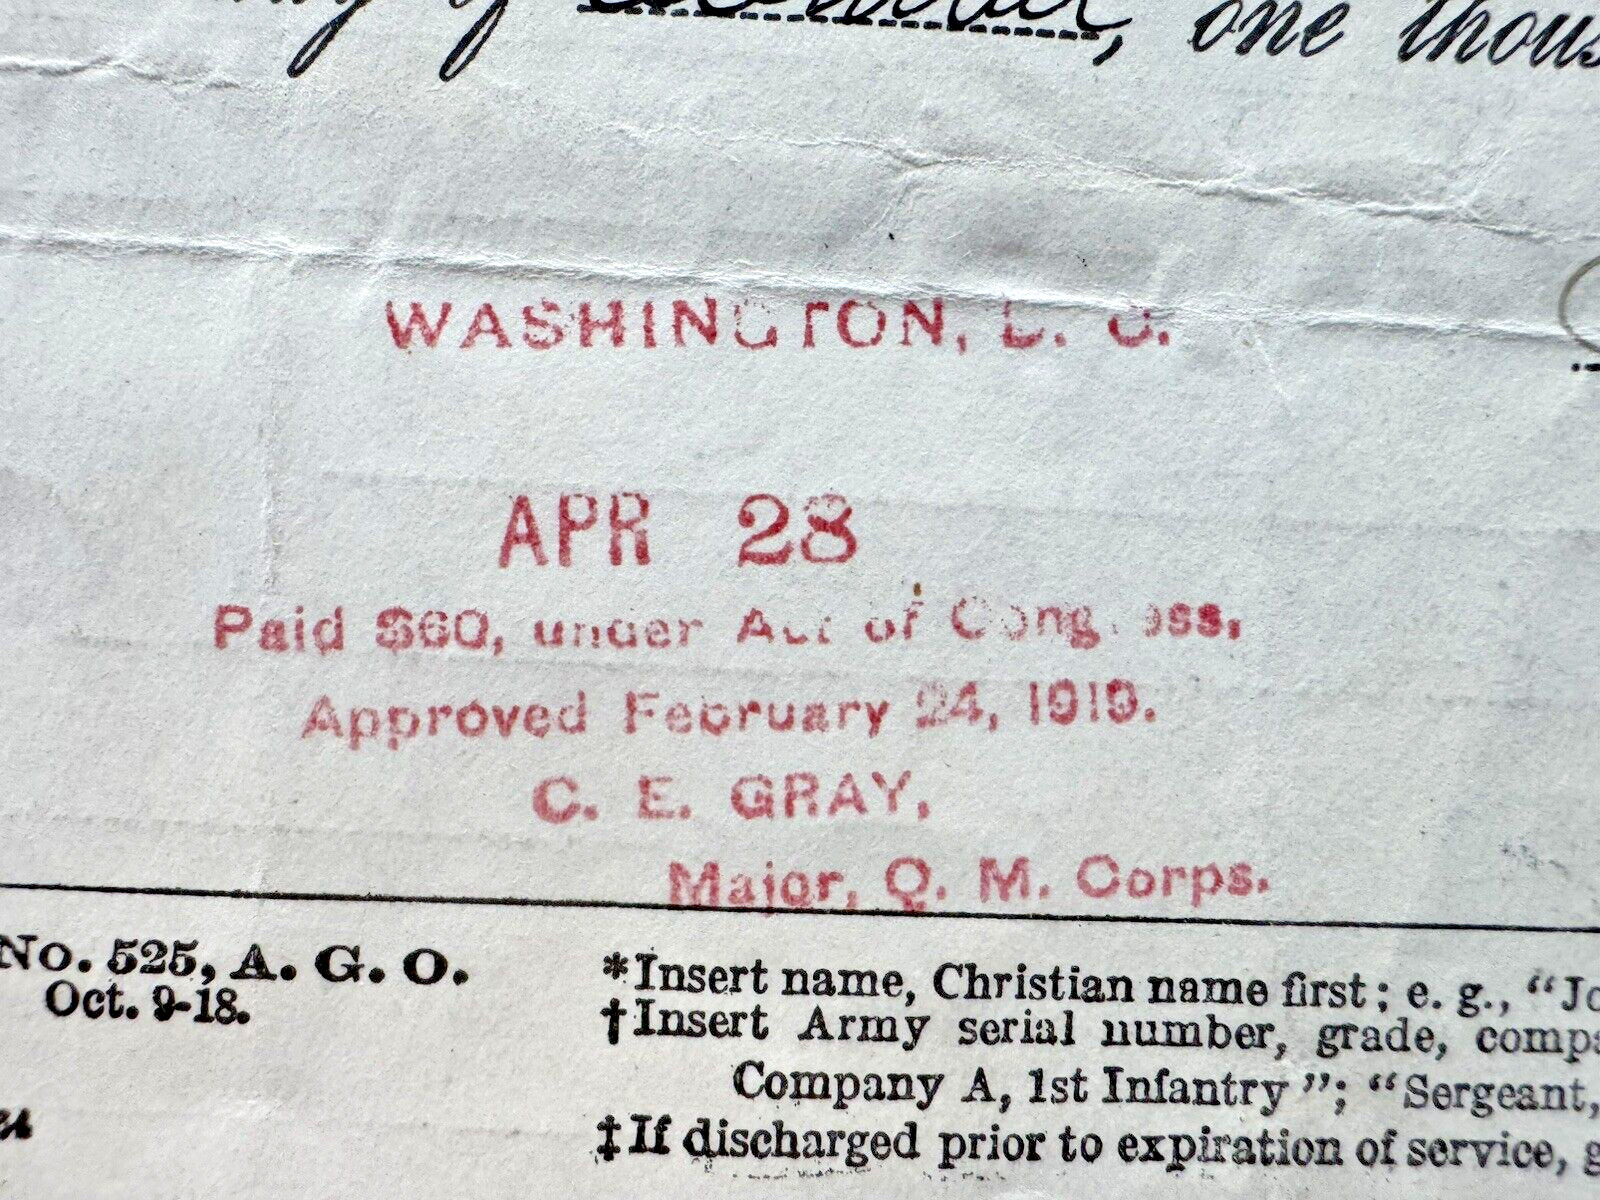 of December, one thous
WASHINGTON, D. C.
APR 28
Paid $60, under Act of Congress,
Approved February 24, 1919.
C. E. GRAY,
Major, Q. M. Corps.
No. 525, A. G. O.
Oct. 9-18.
*Insert name, Christian name first; e. g., “Jo
†Insert Army serial number, grade, compa
Company A, 1st Infantry”; “Sergeant,
‡If discharged prior to expiration of service, g